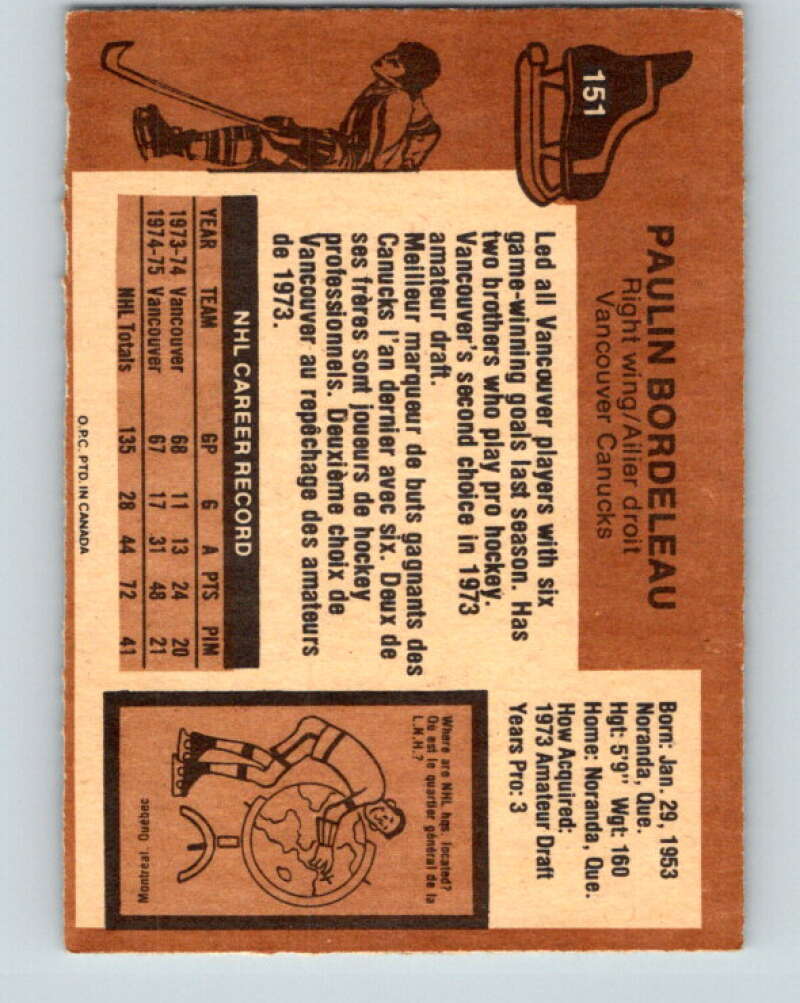 151
PAULIN BORDELEAU
Right wing/Ailier droit
Vancouver Canucks
Born: Jan. 29, 1953
Noranda, Que.
Hgt: 5'9" Wgt: 160
Home: Noranda, Que.
How Acquired:
1973 Amateur Draft
Years Pro: 3
Led all Vancouver players with six
game-winning goals last season. Has
two brothers who play pro hockey.
Vancouver's second choice in 1973
amateur draft.
Meilleur marqueur de buts gagnants des
Canucks l'an dernier avec six. Deux de
ses frères sont joueurs de hockey
professionnels. Deuxième choix de
Vancouver au repêchage des amateurs
de 1973.
NHL CAREER RECORD
YEAR TEAM GP G A PTS PIM
1973-74 Vancouver 68 11 13 24 20
1974-75 Vancouver 67 17 31 48 21
NHL Totals 135 28 44 72 41
O.P.C. PTD. IN CANADA
Where are NHL hqs located?
Où est le quartier général de la
L.N.H.?
Montreal Québec